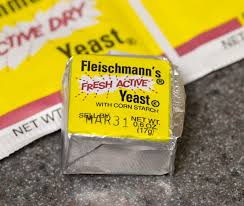 ACTIVE DRY
Yeast®
NET WT
Fleischmann's
FRESH ACTIVE
Yeast®
WITH CORN STARCH
SELL BY
MAR31
NET WT.
0.6 OZ
(17g)
NET